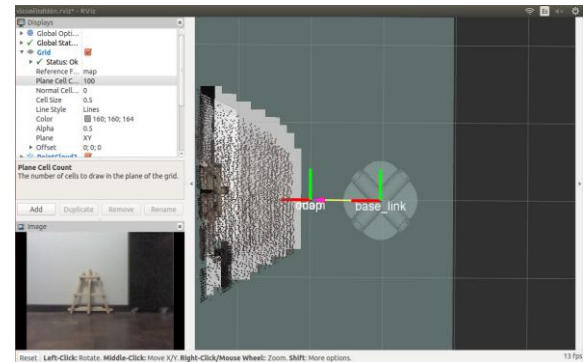 visualization.rviz* - RViz
Displays
Global Opti...
Global Stat...
Grid
Status: Ok
Reference F... map
Plane Cell C... 100
Normal Cell... 0
Cell Size 0.5
Line Style Lines
Color 160; 160; 164
Alpha 0.5
Plane XY
Offset 0; 0; 0
PointCloud2
Plane Cell Count
The number of cells to draw in the plane of the grid.
Add Duplicate Remove Rename
Image
base_link
Reset Left-Click: Rotate. Middle-Click: Move X/Y. Right-Click/Mouse Wheel: Zoom. Shift: More options. 13 fps